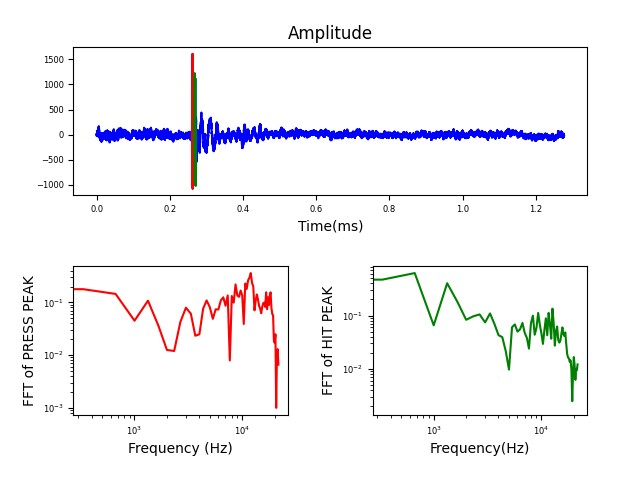 Amplitude
1500
1000
500
0
−500
−1000
0.0 0.2 0.4 0.6 0.8 1.0 1.2
Time(ms)
FFT of PRESS PEAK
10⁻¹
10⁻²
10⁻³
10³ 10⁴
Frequency (Hz)
FFT of HIT PEAK
10⁻¹
10⁻²
10³ 10⁴
Frequency(Hz)